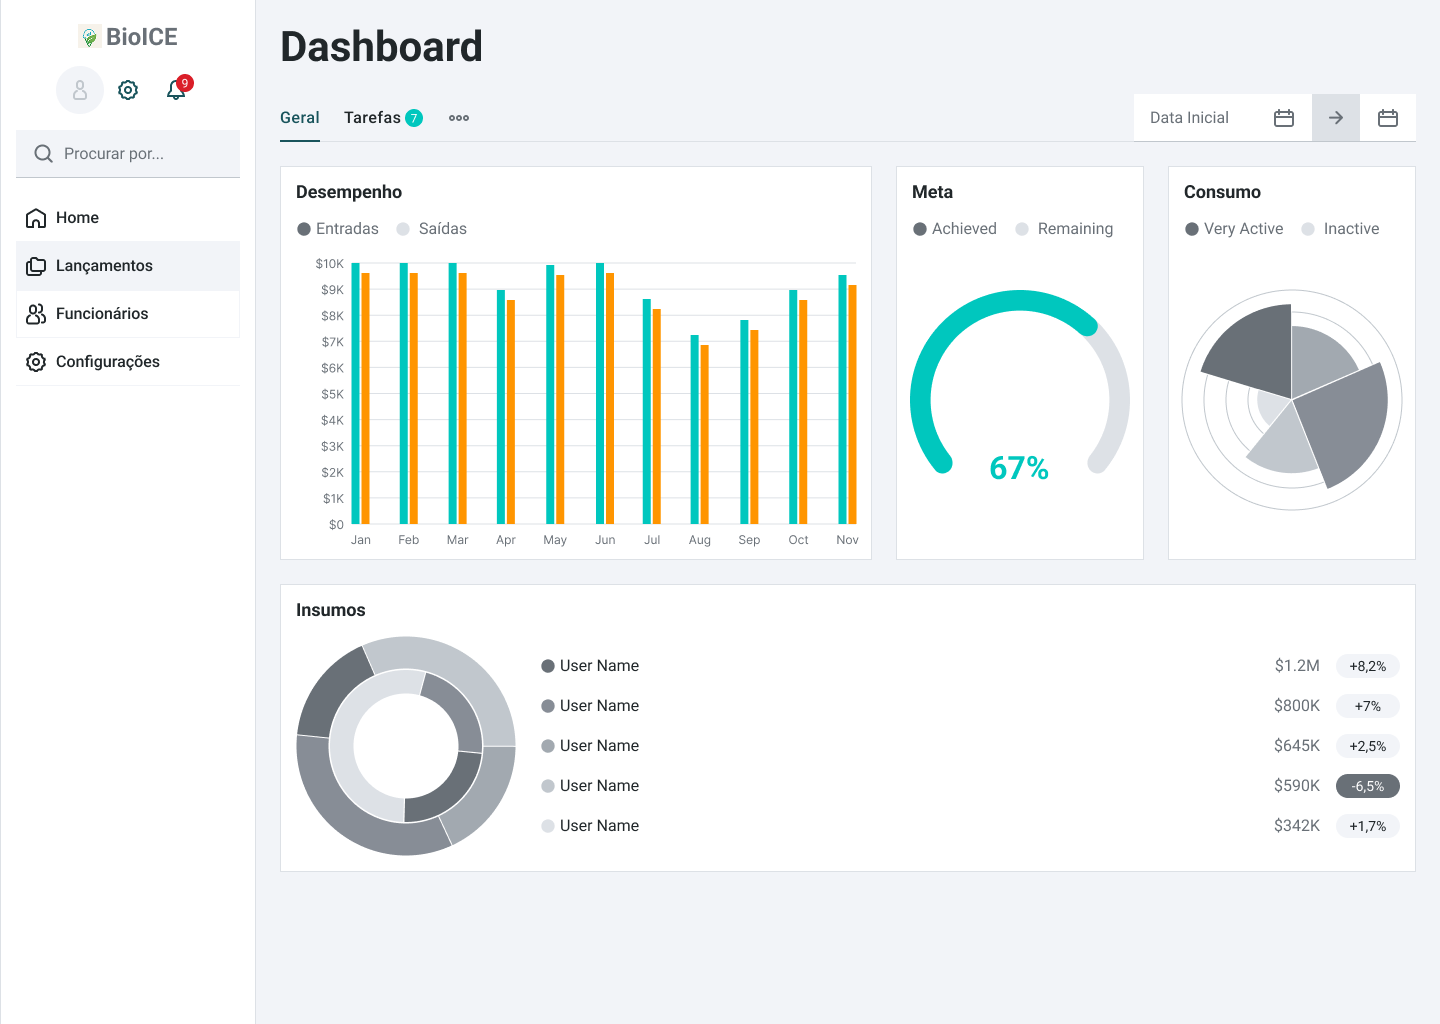 BioICE
9
Procurar por...
Home
Lançamentos
Funcionários
Configurações
Dashboard
Geral
Tarefas 7
Data Inicial
Desempenho
Entradas Saídas
$10K
$9K
$8K
$7K
$6K
$5K
$4K
$3K
$2K
$1K
$0
Jan Feb Mar Apr May Jun Jul Aug Sep Oct Nov
Meta
Achieved Remaining
67%
Consumo
Very Active Inactive
Insumos
User Name $1.2M +8,2%
User Name $800K +7%
User Name $645K +2,5%
User Name $590K -6,5%
User Name $342K +1,7%